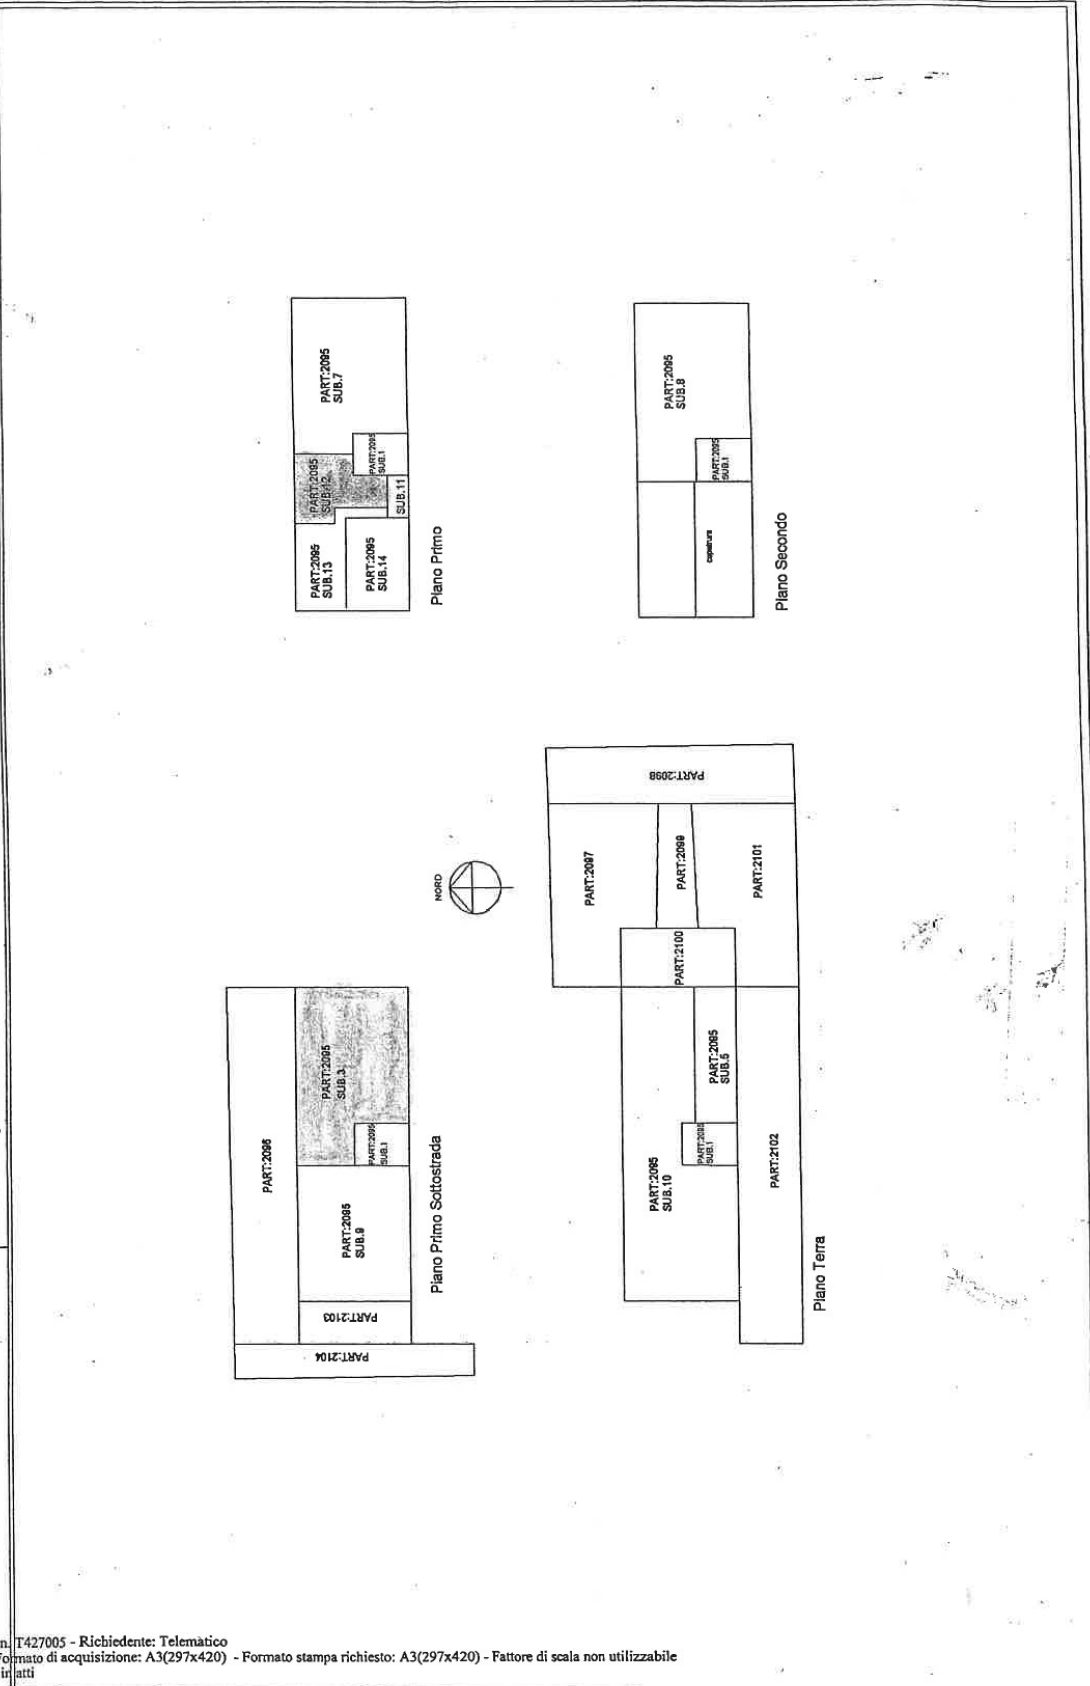 PART:2095
SUB.7
PART:2095
SUB.12
PART:2095
SUB.1
SUB.11
PART:2095
SUB.13
PART:2095
SUB.14
Piano Primo
PART:2095
SUB.8
PART:2095
SUB.1
copertura
Piano Secondo
NORD
PART:2096
PART:2095
SUB.3
PART:2095
SUB.1
PART:2095
SUB.9
PART:2103
PART:2104
Piano Primo Sottostrada
PART:2098
PART:2097
PART:2099
PART:2101
PART:2100
PART:2095
SUB.5
PART:2095
SUB.1
PART:2095
SUB.10
PART:2102
Piano Terra
n. T427005 - Richiedente: Telematico
Formato di acquisizione: A3(297x420) - Formato stampa richiesto: A3(297x420) - Fattore di scala non utilizzabile
in atti